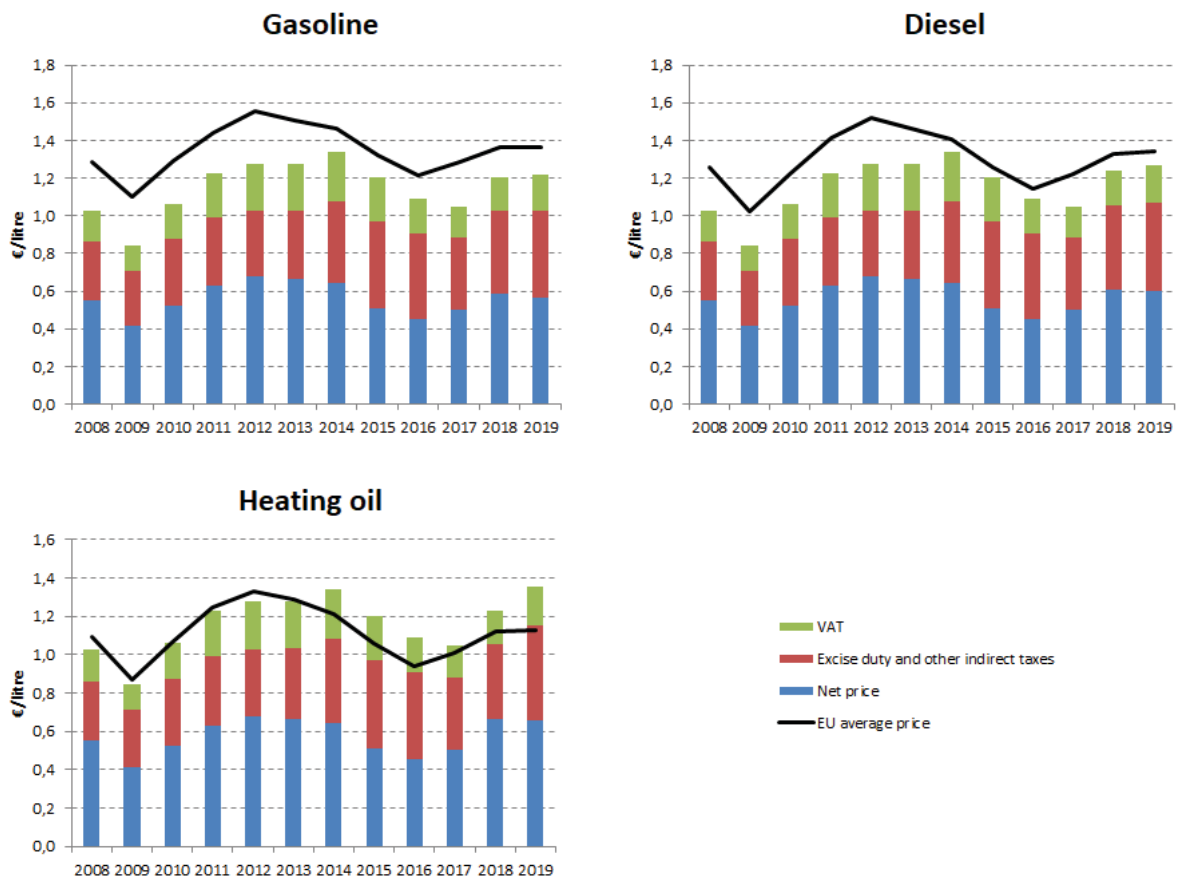 Gasoline
1,8
1,6
1,4
1,2
1,0
0,8
0,6
0,4
0,2
0,0
€/litre
2008 2009 2010 2011 2012 2013 2014 2015 2016 2017 2018 2019
Diesel
1,8
1,6
1,4
1,2
1,0
0,8
0,6
0,4
0,2
0,0
€/litre
2008 2009 2010 2011 2012 2013 2014 2015 2016 2017 2018 2019
Heating oil
1,6
1,4
1,2
1,0
0,8
0,6
0,4
0,2
0,0
€/litre
2008 2009 2010 2011 2012 2013 2014 2015 2016 2017 2018 2019
VAT
Excise duty and other indirect taxes
Net price
EU average price